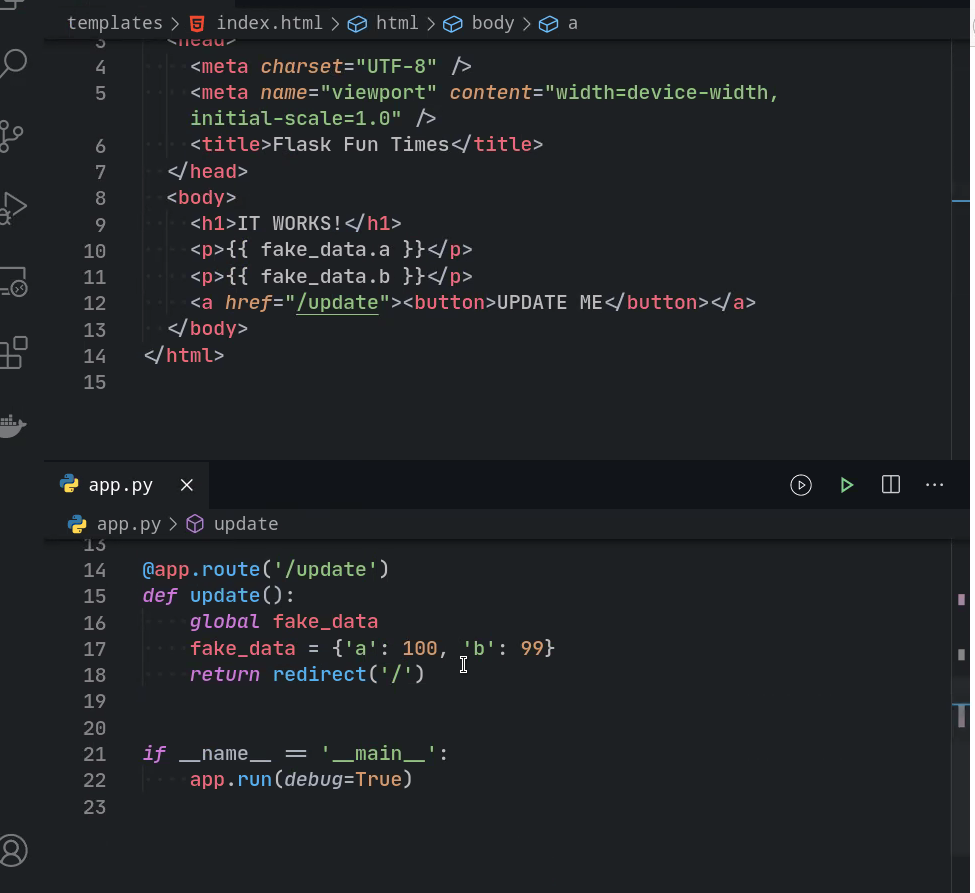 templates > index.html > html > body > a
3 <head>
4 <meta charset="UTF-8" />
5 <meta name="viewport" content="width=device-width,
initial-scale=1.0" />
6 <title>Flask Fun Times</title>
7 </head>
8 <body>
9 <h1>IT WORKS!</h1>
10 <p>{{ fake_data.a }}</p>
11 <p>{{ fake_data.b }}</p>
12 <a href="/update"><button>UPDATE ME</button></a>
13 </body>
14 </html>
15
app.py
app.py > update
13
14 @app.route('/update')
15 def update():
16 global fake_data
17 fake_data = {'a': 100, 'b': 99}
18 return redirect('/')
19
20
21 if __name__ == '__main__':
22 app.run(debug=True)
23